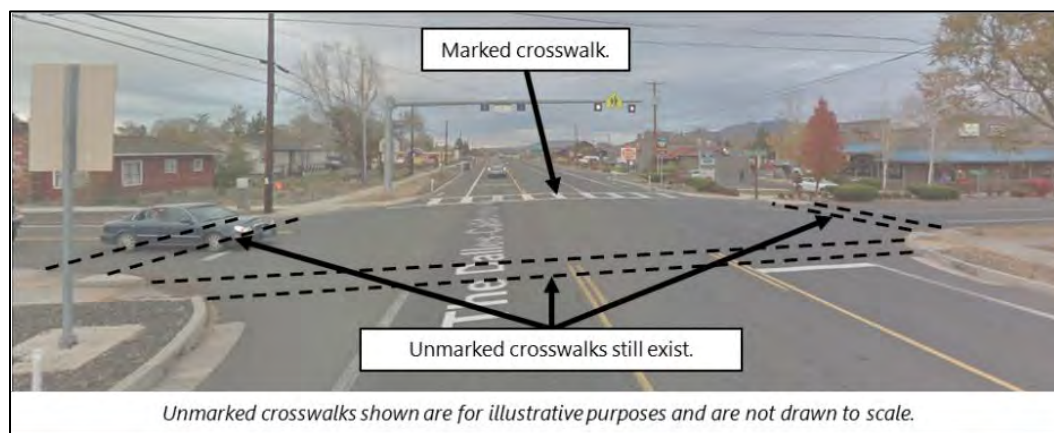 Marked crosswalk.
The Dalles
Unmarked crosswalks still exist.
Unmarked crosswalks shown are for illustrative purposes and are not drawn to scale.